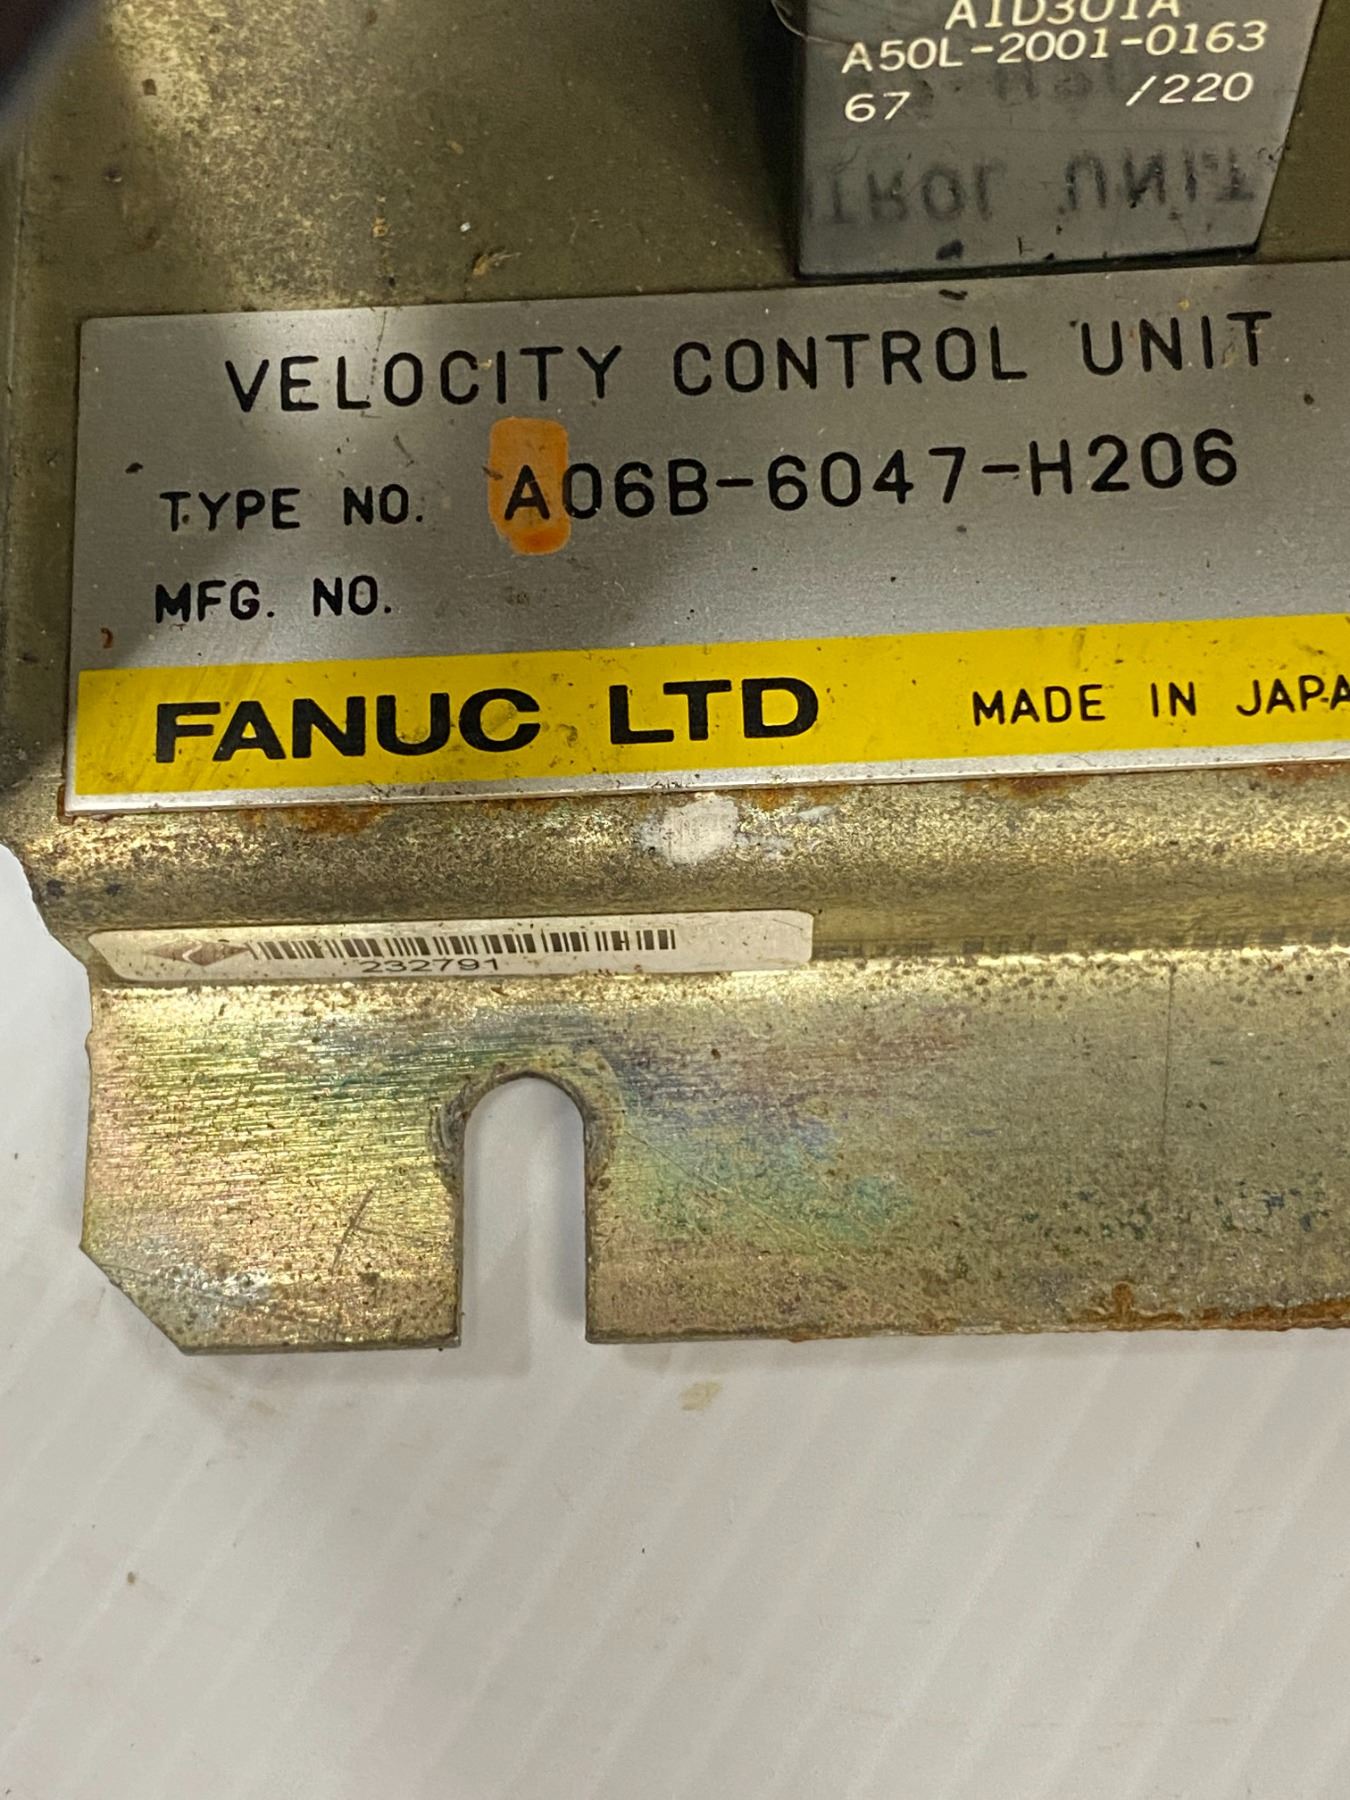 A1D301A
A50L-2001-0163
67 /220
VELOCITY CONTROL UNIT
TYPE NO. A06B-6047-H206
MFG. NO.
FANUC LTD MADE IN JAPA
232791